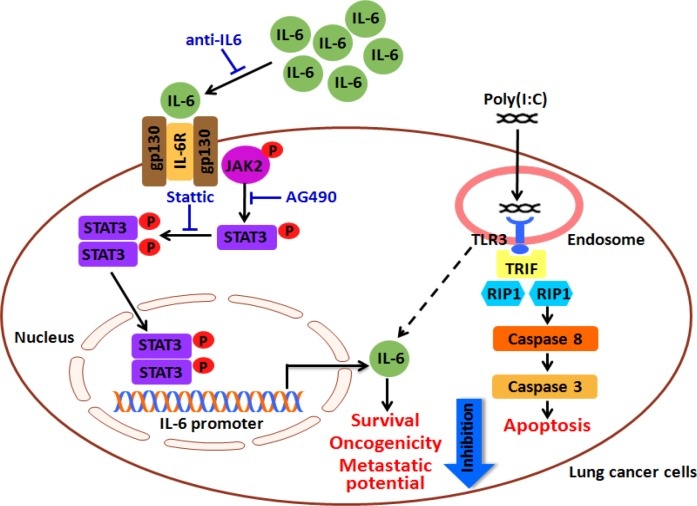 anti-IL6
IL-6
IL-6
IL-6
IL-6
IL-6
IL-6
IL-6
gp130
IL-6R
gp130
JAK2
P
Stattic
AG490
STAT3
P
STAT3
P
STAT3
P
Poly(I:C)
TLR3
Endosome
TRIF
RIP1
RIP1
Caspase 8
Caspase 3
Apoptosis
Nucleus
STAT3
P
STAT3
P
IL-6 promoter
IL-6
Survival
Oncogenicity
Metastatic
potential
Inhibition
Lung cancer cells